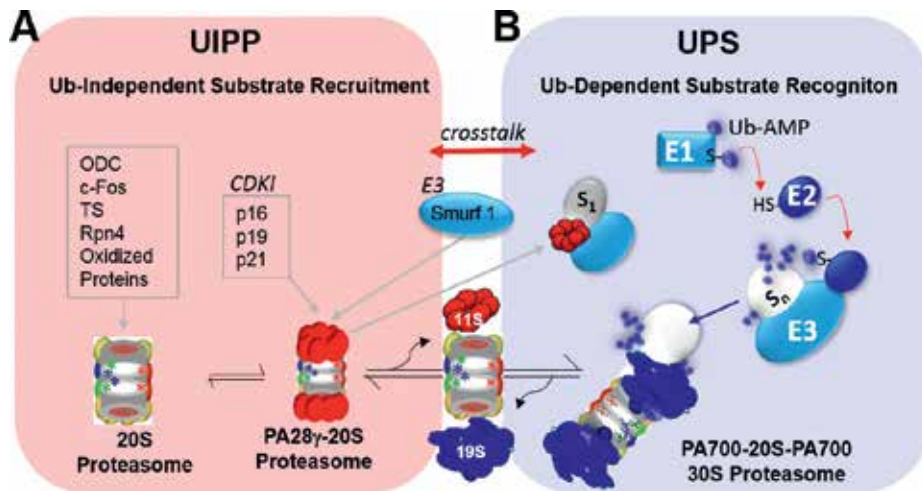 A
UIPP
Ub-Independent Substrate Recruitment
ODC
c-Fos
TS
Rpn4
Oxidized
Proteins
CDKI
p16
p19
p21
20S
Proteasome
PA28γ-20S
Proteasome
crosstalk
E3
Smurf 1
11S
19S
B
UPS
Ub-Dependent Substrate Recogniton
E1
S-
Ub-AMP
HS
E2
S-
S1
Sn
E3
PA700-20S-PA700
30S Proteasome